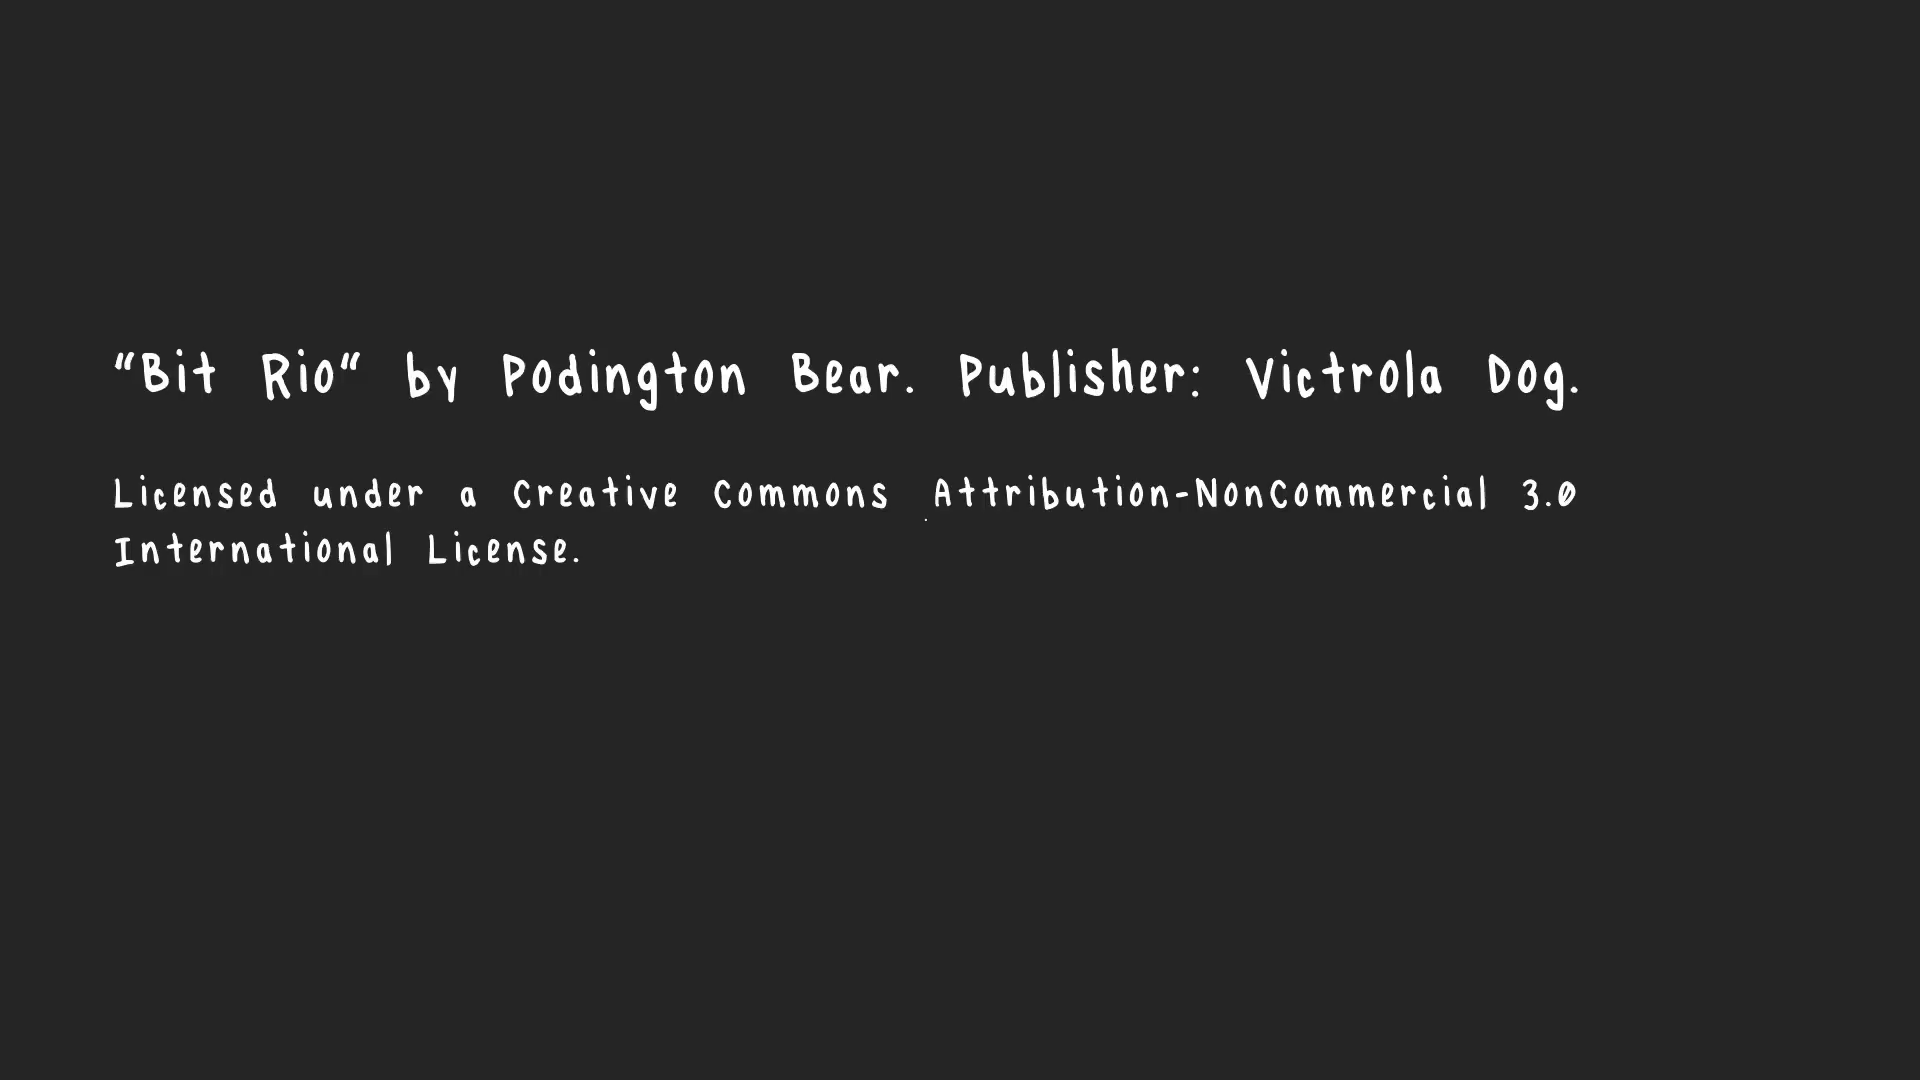 “Bit Rio“ by Podington Bear. Publisher: Victrola Dog.
Licensed under a Creative Commons Attribution-NonCommercial 3.0
International License.